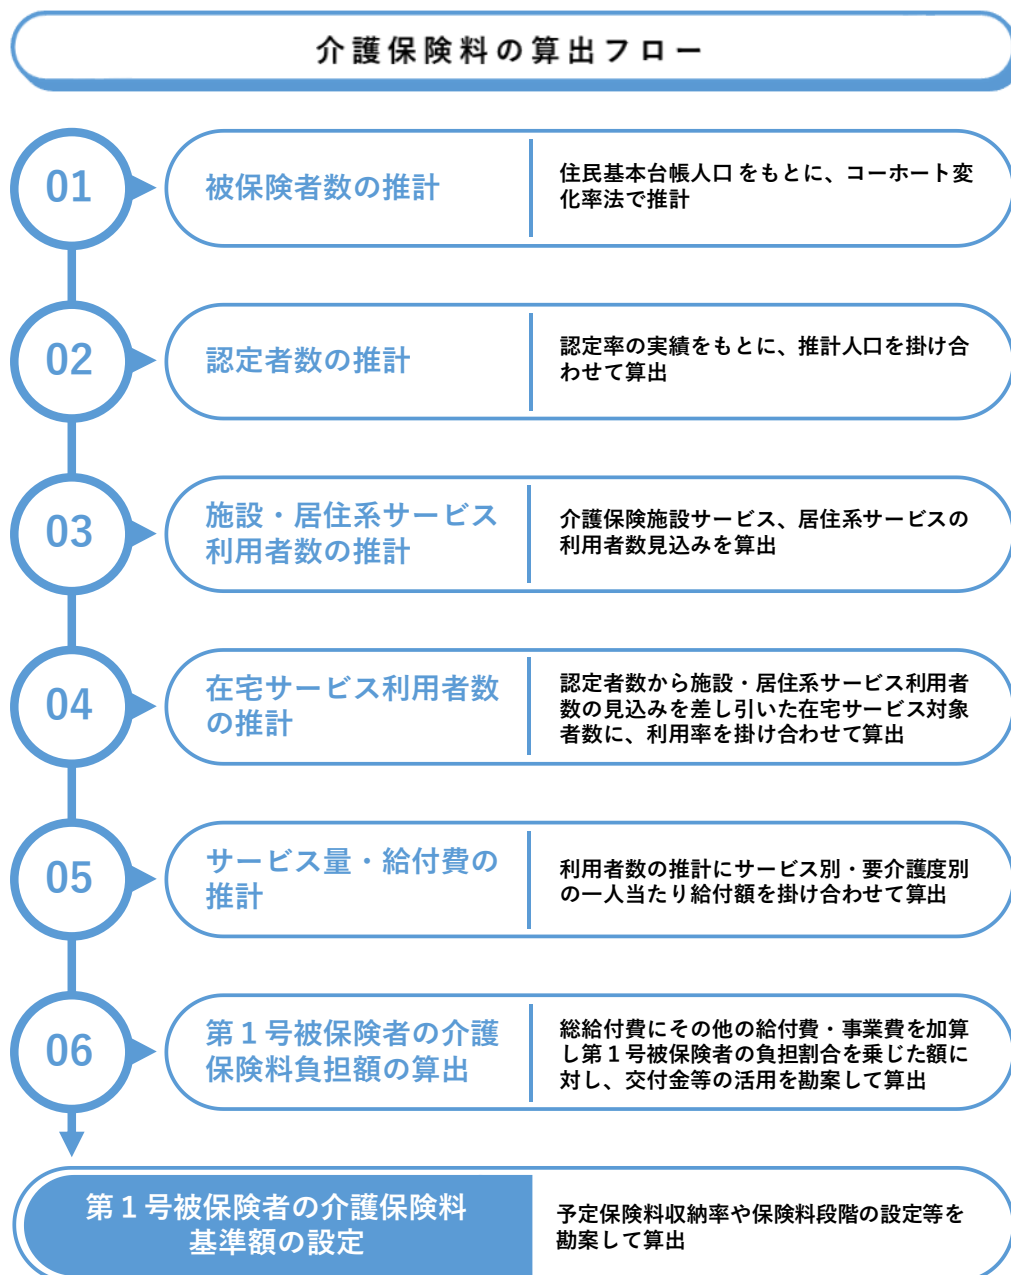 介護保険料の算出フロー
01
被保険者数の推計
住民基本台帳人口 をもとに、コーホート変
化率法で推計
02
認定者数の推計
認定率の実績をもとに、推計人口を掛け合
わせて算出
03
施設・居住系サービス
利用者数の推計
介護保険施設サービス、居住系サービスの
利用者数見込みを算出
04
在宅サービス利用者数
の推計
認定者数から施設・居住系サービス利用者
数の見込みを差し引いた在宅サービス対象
者数に、利用率を掛け合わせて算出
05
サービス量・給付費の
推計
利用者数の推計にサービス別・要介護度別
の一人当たり給付額を掛け合わせて算出
06
第1号被保険者の介護
保険料負担額の算出
総給付費にその他の給付費・事業費を加算
し第1号被保険者の負担割合を乗じた額に
対し、交付金等の活用を勘案して算出
第1号被保険者の介護保険料
基準額の設定
予定保険料収納率や保険料段階の設定等を
勘案して算出